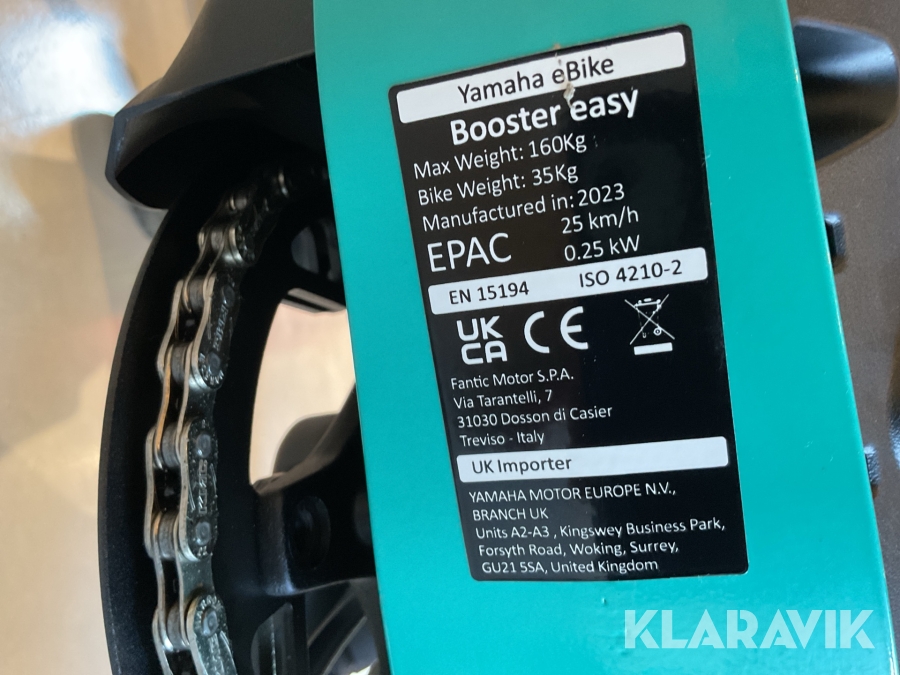 Yamaha eBike
Booster easy
Max Weight: 160Kg
Bike Weight: 35Kg
Manufactured in: 2023
EPAC 25 km/h
0.25 kW
EN 15194 ISO 4210-2
UK
CA CE
Fantic Motor S.P.A.
Via Tarantelli, 7
31030 Dosson di Casier
Treviso - Italy
UK Importer
YAMAHA MOTOR EUROPE N.V.,
BRANCH UK
Units A2-A3 , Kingswey Business Park,
Forsyth Road, Woking, Surrey,
GU21 5SA, United Kingdom
KLARAVIK